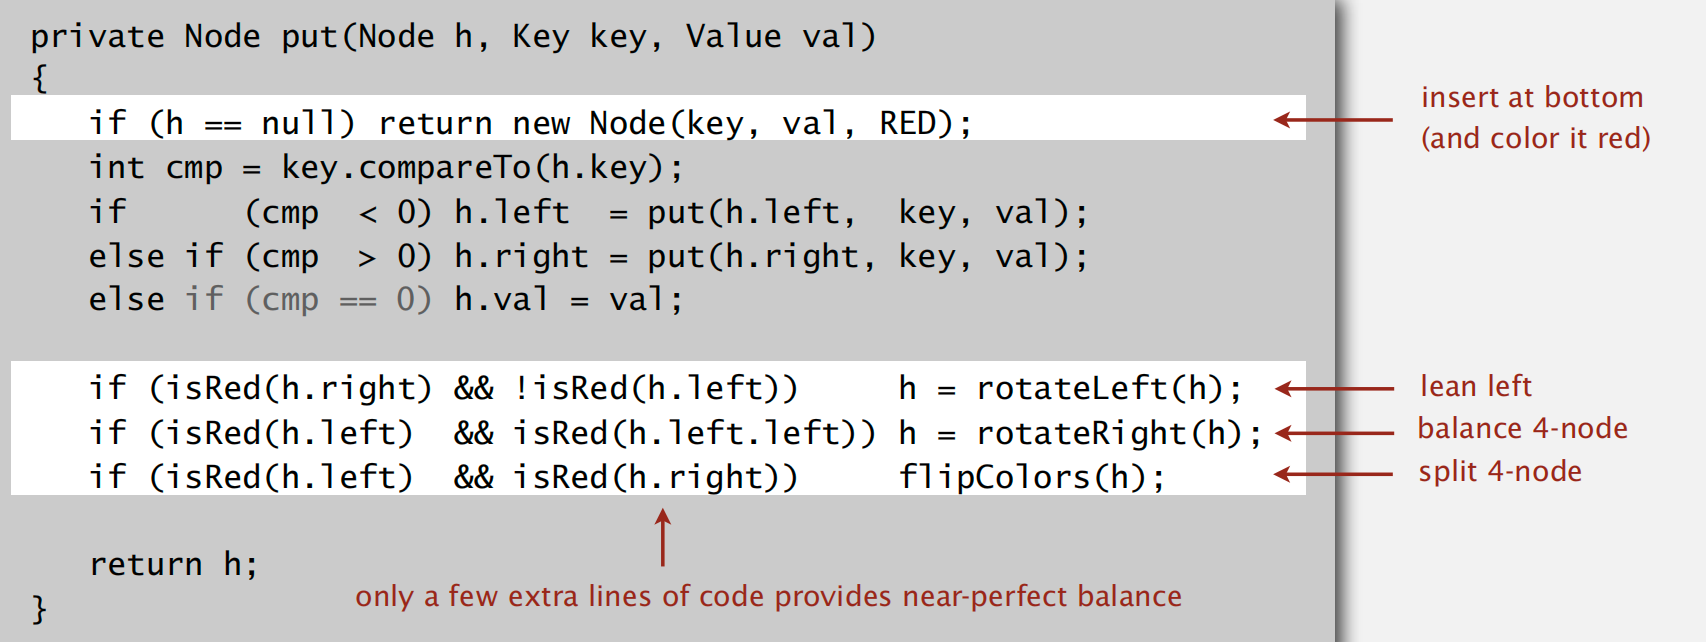 private Node put(Node h, Key key, Value val)
{
   if (h == null) return new Node(key, val, RED);
insert at bottom
(and color it red)
   int cmp = key.compareTo(h.key);
   if      (cmp  < 0) h.left  = put(h.left,  key, val);
   else if (cmp  > 0) h.right = put(h.right, key, val);
   else if (cmp == 0) h.val = val;
   if (isRed(h.right) && !isRed(h.left))     h = rotateLeft(h);
lean left
   if (isRed(h.left)  && isRed(h.left.left)) h = rotateRight(h);
balance 4-node
   if (isRed(h.left)  && isRed(h.right))     flipColors(h);
split 4-node
   return h;
only a few extra lines of code provides near-perfect balance
}